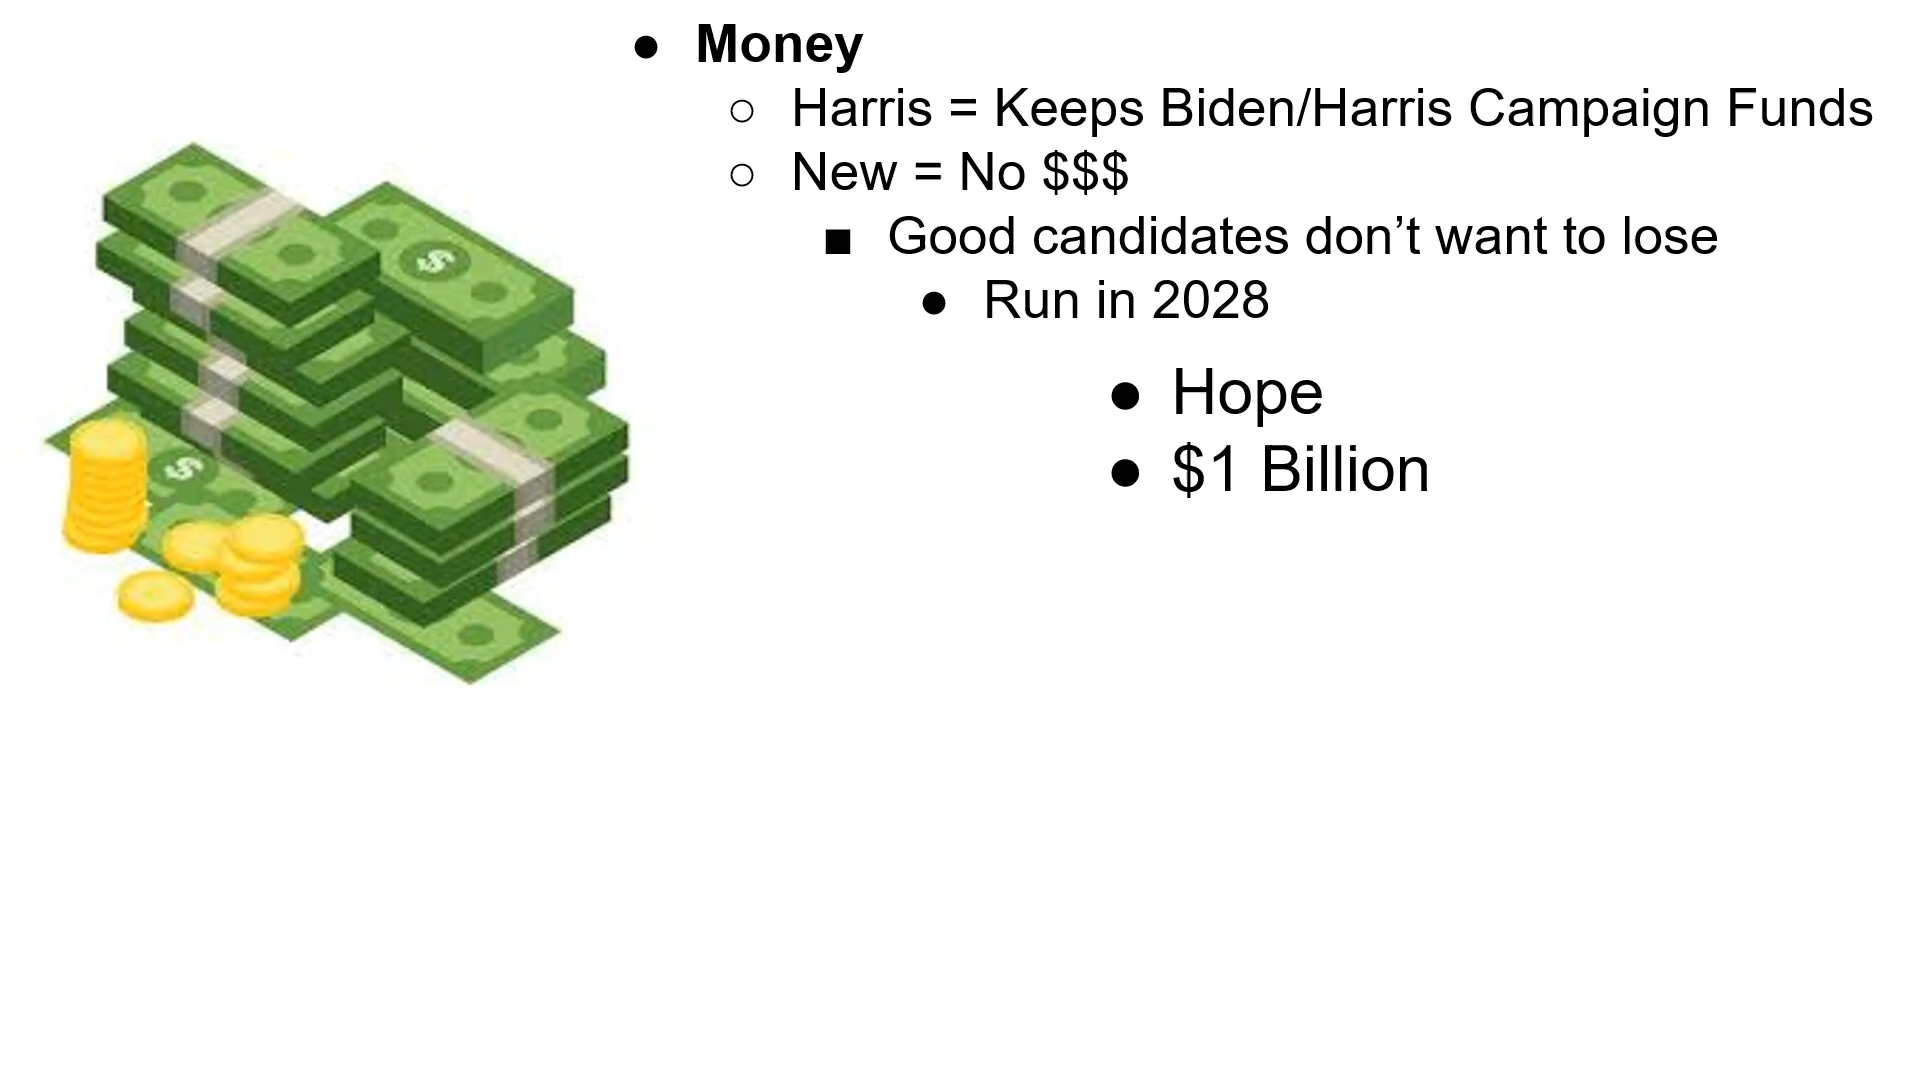 ● Money
○ Harris = Keeps Biden/Harris Campaign Funds
○ New = No $$$
■ Good candidates don’t want to lose
● Run in 2028
● Hope
● $1 Billion
$
$